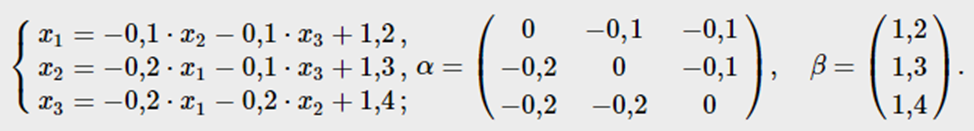 { x₁ = −0,1 · x₂ − 0,1 · x₃ + 1,2 ,
x₂ = −0,2 · x₁ − 0,1 · x₃ + 1,3 ,
x₃ = −0,2 · x₁ − 0,2 · x₂ + 1,4 ;
α = ( 0 −0,1 −0,1
−0,2 0 −0,1
−0,2 −0,2 0 ) ,
β = ( 1,2
1,3
1,4 ) .